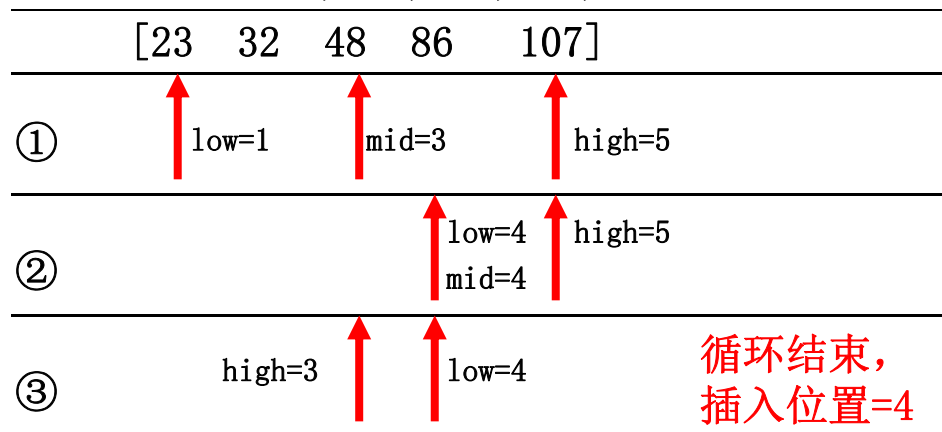 [23 32 48 86 107]
① low=1 mid=3 high=5
② low=4 high=5
mid=4
③ high=3 low=4
循环结束，
插入位置=4